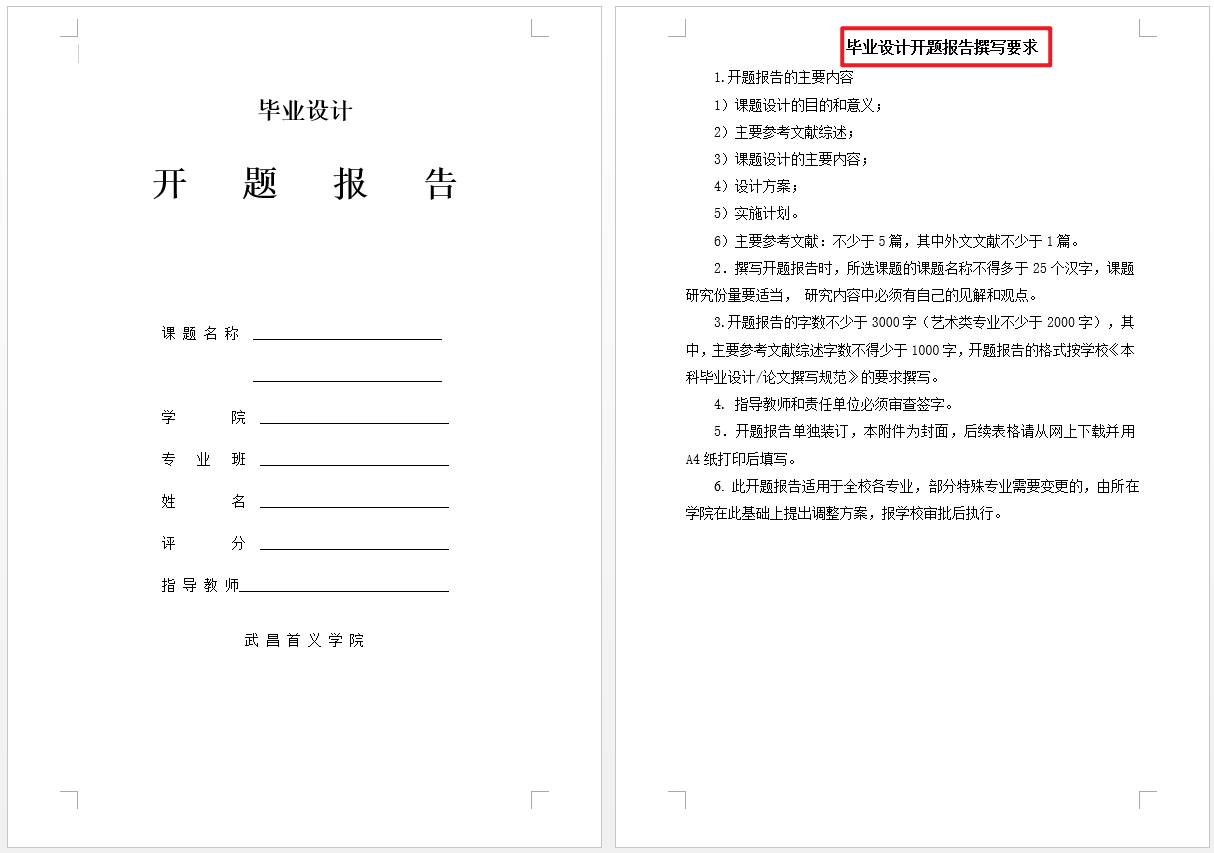 毕业设计
开 题 报 告
课 题 名 称
学 院
专 业 班
姓 名
评 分
指 导 教 师
武 昌 首 义 学 院
毕业设计开题报告撰写要求
1.开题报告的主要内容
1）课题设计的目的和意义；
2）主要参考文献综述；
3）课题设计的主要内容；
4）设计方案；
5）实施计划。
6）主要参考文献：不少于 5 篇，其中外文文献不少于 1 篇。
2．撰写开题报告时，所选课题的课题名称不得多于 25 个汉字，课题
研究份量要适当， 研究内容中必须有自己的见解和观点。
3.开题报告的字数不少于 3000 字（艺术类专业不少于 2000 字），其
中，主要参考文献综述字数不得少于 1000 字，开题报告的格式按学校《本
科毕业设计/论文撰写规范》的要求撰写。
4. 指导教师和责任单位必须审查签字。
5．开题报告单独装订，本附件为封面，后续表格请从网上下载并用
A4 纸打印后填写。
6. 此开题报告适用于全校各专业，部分特殊专业需要变更的，由所在
学院在此基础上提出调整方案，报学校审批后执行。